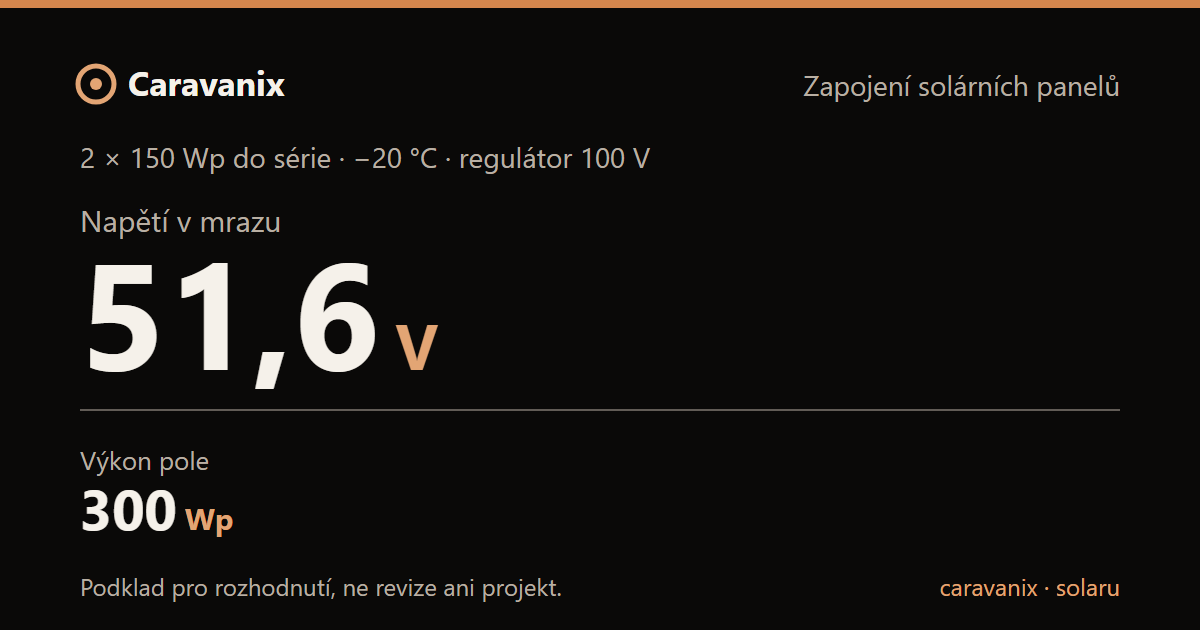 Caravanix
Zapojení solárních panelů
2 × 150 Wp do série · −20 °C · regulátor 100 V
Napětí v mrazu
51,6 V
Výkon pole
300 Wp
Podklad pro rozhodnutí, ne revize ani projekt.
caravanix · solaru